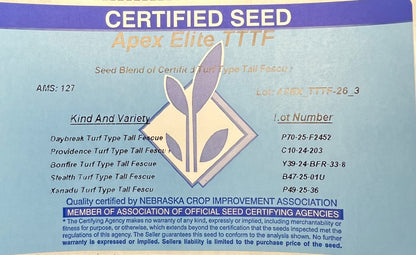 CERTIFIED SEED
Apex Elite TTTF
Seed Blend of Certified Turf Type Tall Fescue
AMS: 127
Lot: APEX_TTTF-26_3
Kind And Variety
Lot Number
Daybreak Turf Type Tall Fescue P70-25-F2452
Providence Turf Type Tall Fescue C10-24-203
Bonfire Turf Type Tall Fescue Y39-24-BFR-33-8
Stealth Turf Type Tall Fescue B47-25-01U
Xanadu Turf Type Tall Fescue P49-25-36
Quality certified by NEBRASKA CROP IMPROVEMENT ASSOCIATION
MEMBER OF ASSOCIATION OF OFFICIAL SEED CERTIFYING AGENCIES
* The Certifying Agency makes no warranty of any kind, expressed or implied, including merchantability or
fitness for purpose, or otherwise, which extends beyond the certification that the seeds inspected met the
regulations of this agency. The Seller guarantees this seed to conform to the analysis shown. No further
warranty is expressed or implied. Sellers liability is limited to the purchase price of the seed.